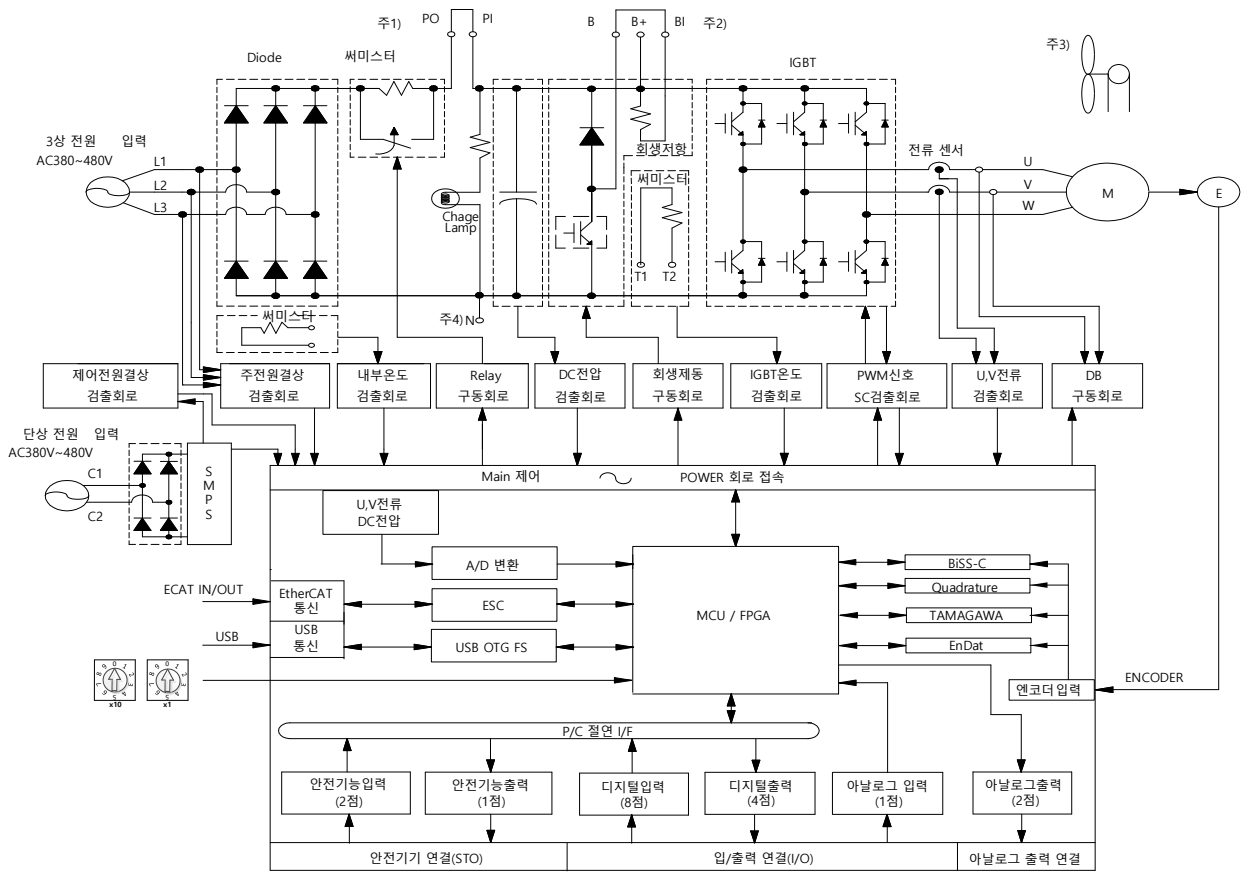 주1)
PO
PI
B
B+
BI
주2)
주3)
Diode
써미스터
IGBT
3상 전원 입력
AC380~480V
L1
L2
L3
회생저항
써미스터
T1
T2
Chage
Lamp
전류 센서
U
V
W
M
E
써미스터
주4)
N
제어전원결상
검출회로
주전원결상
검출회로
내부온도
검출회로
Relay
구동회로
DC전압
검출회로
회생제동
구동회로
IGBT온도
검출회로
PWM신호
SC검출회로
U,V전류
검출회로
DB
구동회로
단상 전원 입력
AC380V~480V
C1
C2
S
M
P
S
Main 제어
POWER 회로 접속
U,V전류
DC전압
A/D 변환
MCU / FPGA
BiSS-C
Quadrature
TAMAGAWA
EnDat
ECAT IN/OUT
EtherCAT
통신
ESC
USB
USB
통신
USB OTG FS
엔코더입력
ENCODER
x10
x1
P/C 절연 I/F
안전기능입력
(2점)
안전기능출력
(1점)
디지털입력
(8점)
디지털출력
(4점)
아날로그 입력
(1점)
아날로그출력
(2점)
안전기기 연결(STO)
입/출력 연결(I/O)
아날로그 출력 연결